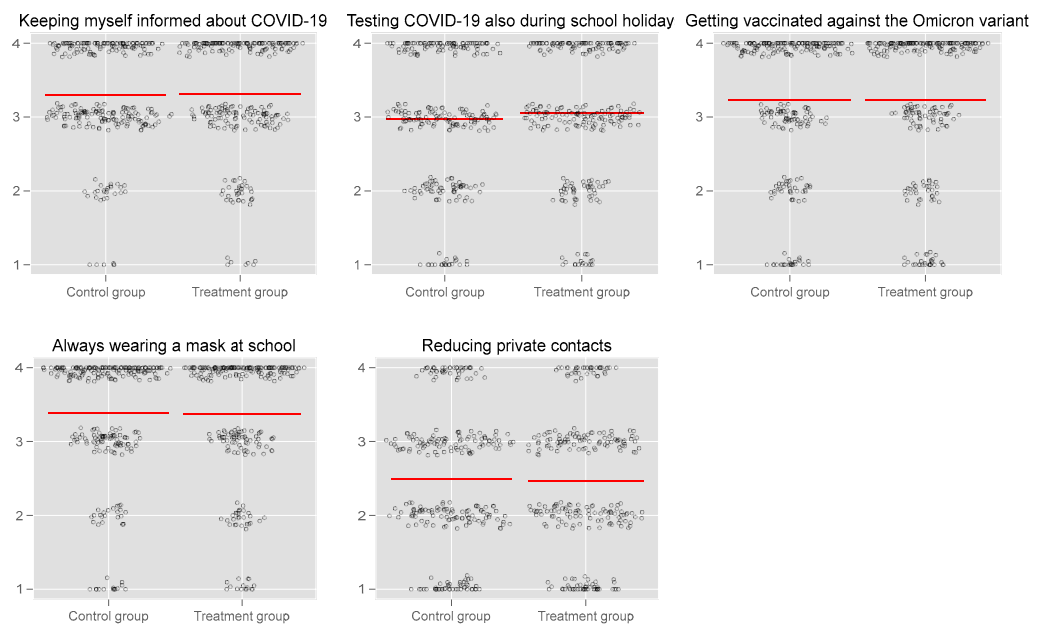 Keeping myself informed about COVID-19
Testing COVID-19 also during school holiday
Getting vaccinated against the Omicron variant
4
3
2
1
Control group
Treatment group
4
3
2
1
Control group
Treatment group
4
3
2
1
Control group
Treatment group
Always wearing a mask at school
4
3
2
1
Control group
Treatment group
Reducing private contacts
4
3
2
1
Control group
Treatment group